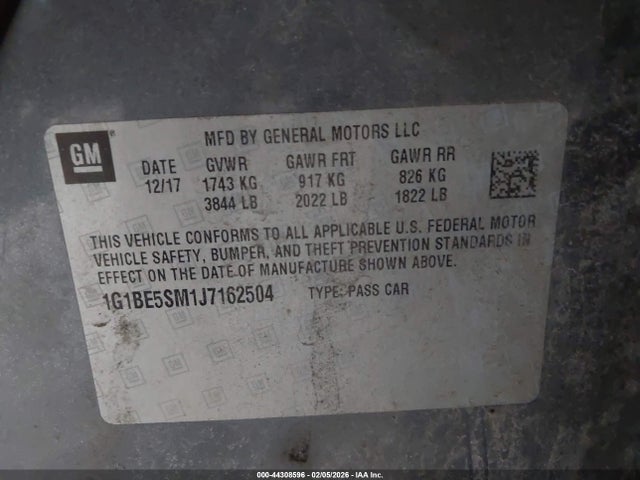 GM
MFD BY GENERAL MOTORS LLC
DATE GVWR GAWR FRT GAWR RR
12/17 1743 KG 917 KG 826 KG
3844 LB 2022 LB 1822 LB
THIS VEHICLE CONFORMS TO ALL APPLICABLE U.S. FEDERAL MOTOR
VEHICLE SAFETY, BUMPER, AND THEFT PREVENTION STANDARDS IN
EFFECT ON THE DATE OF MANUFACTURE SHOWN ABOVE.
1G1BE5SM1J7162504 TYPE: PASS CAR
000-44308596 - 02/05/2026 - © IAA Inc.